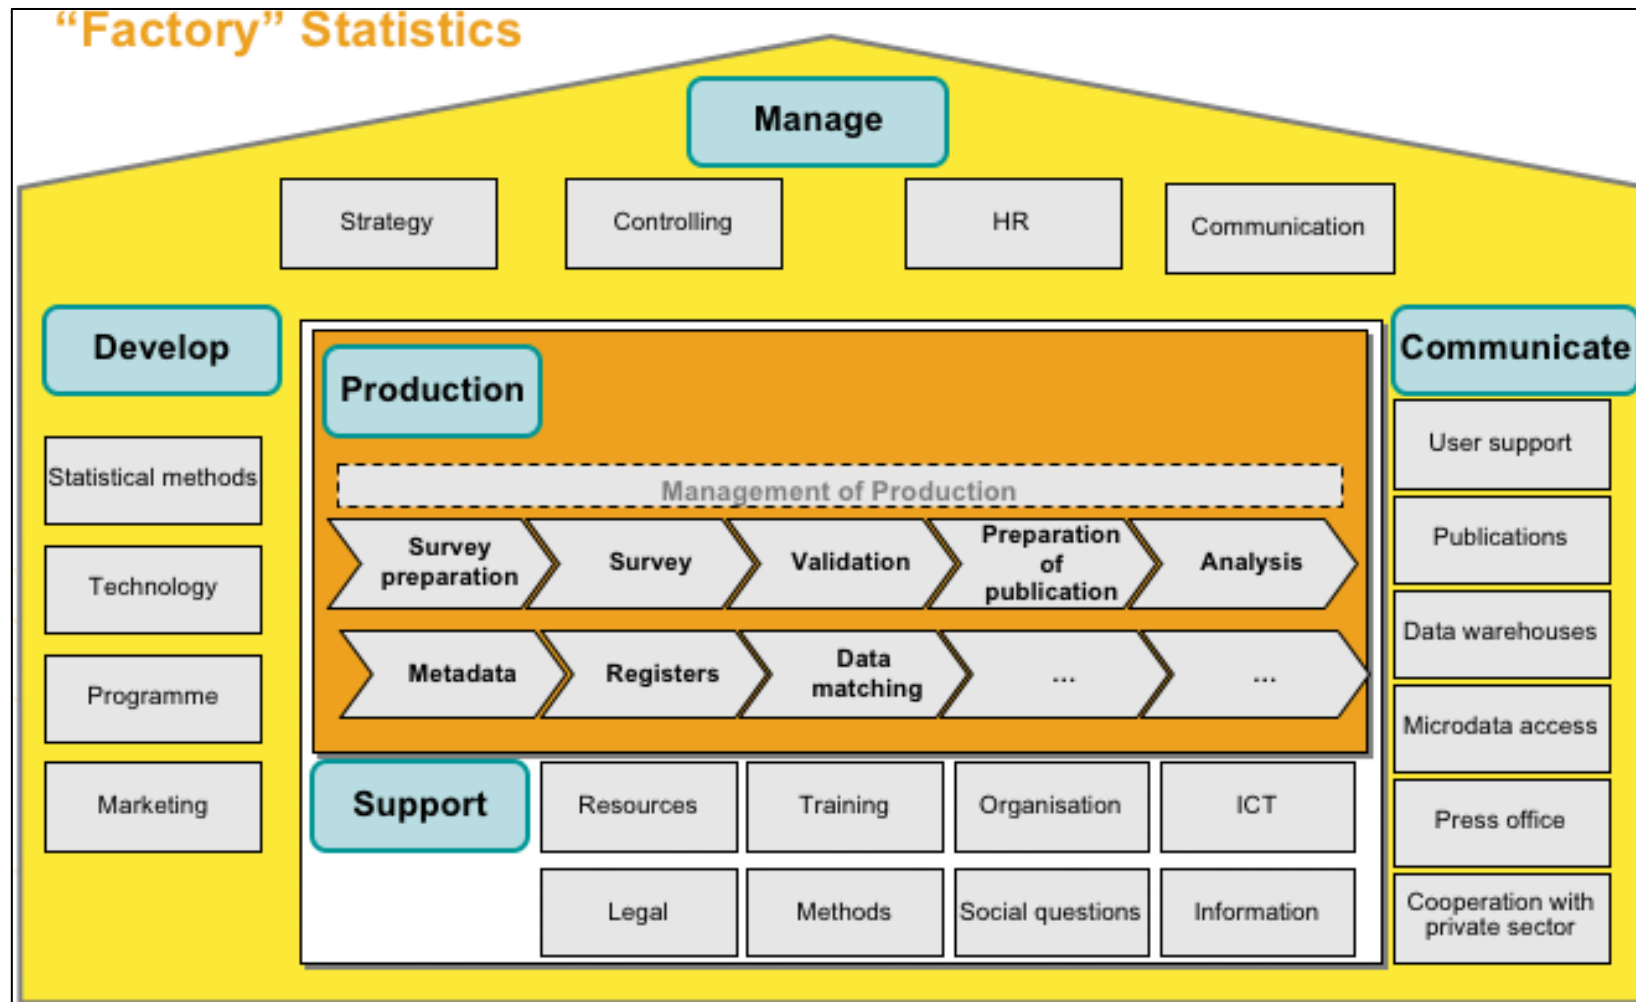 “Factory” Statistics
Manage
Strategy
Controlling
HR
Communication
Develop
Statistical methods
Technology
Programme
Marketing
Production
Management of Production
Survey
preparation
Survey
Validation
Preparation
of
publication
Analysis
Metadata
Registers
Data
matching
...
...
Support
Resources
Training
Organisation
ICT
Legal
Methods
Social questions
Information
Communicate
User support
Publications
Data warehouses
Microdata access
Press office
Cooperation with
private sector